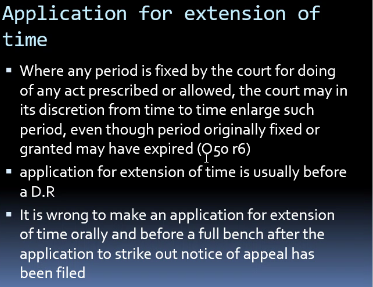 Application for extension of
time
▪ Where any period is fixed by the court for doing
of any act prescribed or allowed, the court may in
its discretion from time to time enlarge such
period, even though period originally fixed or
granted may have expired (O50 r6)
▪ application for extension of time is usually before
a D.R
▪ It is wrong to make an application for extension
of time orally and before a full bench after the
application to strike out notice of appeal has
been filed